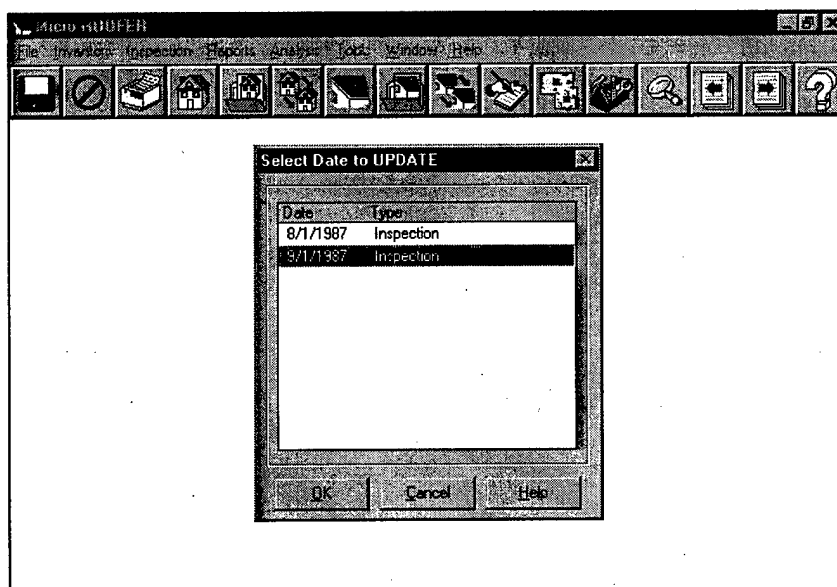 Micro ROOFER
File Inventory Inspection Reports Analysis Tools Window Help
Select Date to UPDATE
Date Type
8/1/1987 Inspection
9/1/1987 Inspection
OK Cancel Help